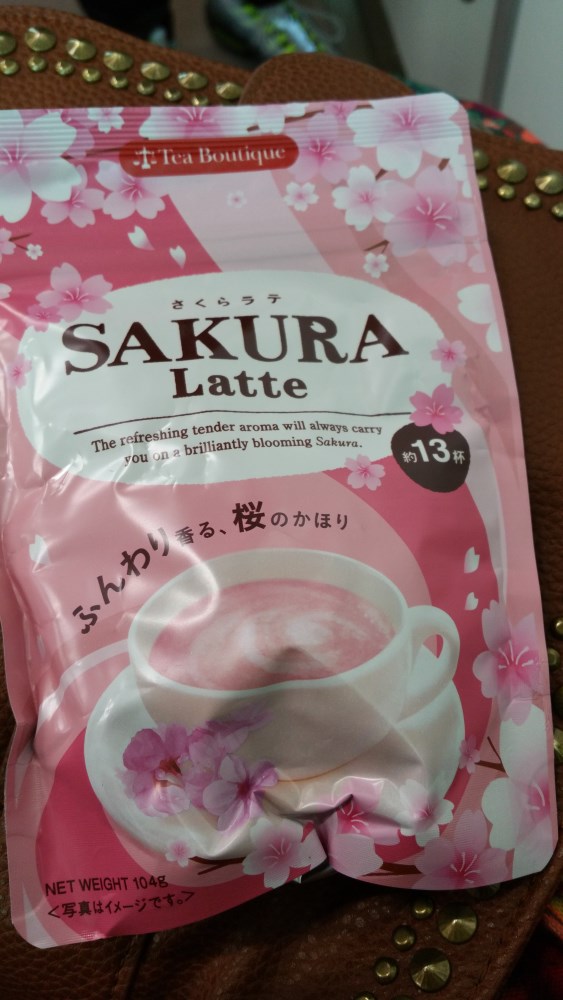 Tea Boutique
さくらラテ
SAKURA
Latte
The refreshing tender aroma will always carry
you on a brilliantly blooming Sakura.
約13杯
ふんわり香る、桜のかほり
NET WEIGHT 104g
<写真はイメージです。>